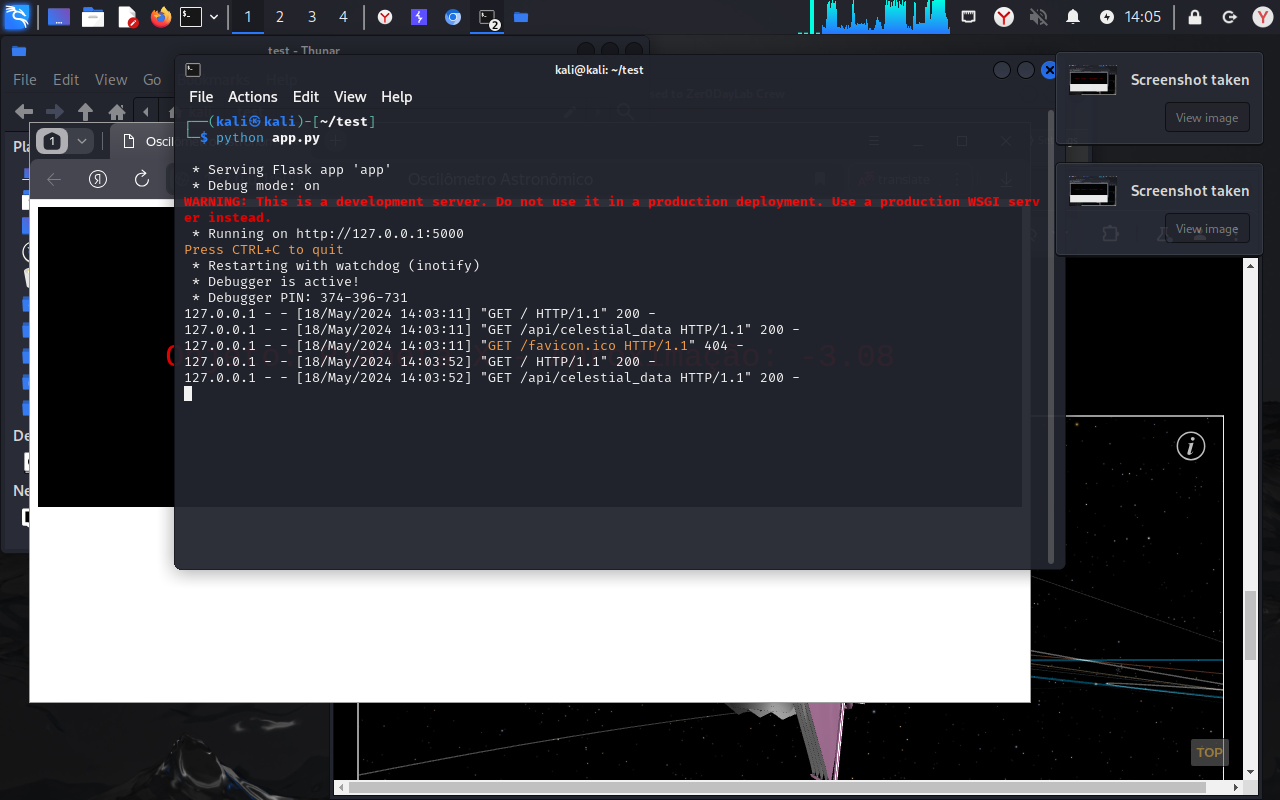 1 2 3 4
2
14:05
test - Thunar
File Edit View Go
kali@kali: ~/test
File Actions Edit View Help
┌──(kali㉿kali)-[~/test]
└─$ python app.py
* Serving Flask app 'app'
* Debug mode: on
WARNING: This is a development server. Do not use it in a production deployment. Use a production WSGI serv
er instead.
* Running on http://127.0.0.1:5000
Press CTRL+C to quit
* Restarting with watchdog (inotify)
* Debugger is active!
* Debugger PIN: 374-396-731
127.0.0.1 - - [18/May/2024 14:03:11] "GET / HTTP/1.1" 200 -
127.0.0.1 - - [18/May/2024 14:03:11] "GET /api/celestial_data HTTP/1.1" 200 -
127.0.0.1 - - [18/May/2024 14:03:11] "GET /favicon.ico HTTP/1.1" 404 -
127.0.0.1 - - [18/May/2024 14:03:52] "GET / HTTP/1.1" 200 -
127.0.0.1 - - [18/May/2024 14:03:52] "GET /api/celestial_data HTTP/1.1" 200 -
Screenshot taken
View image
Screenshot taken
View image
1
Oscilômetro Astronômico
-3.08
i
TOP